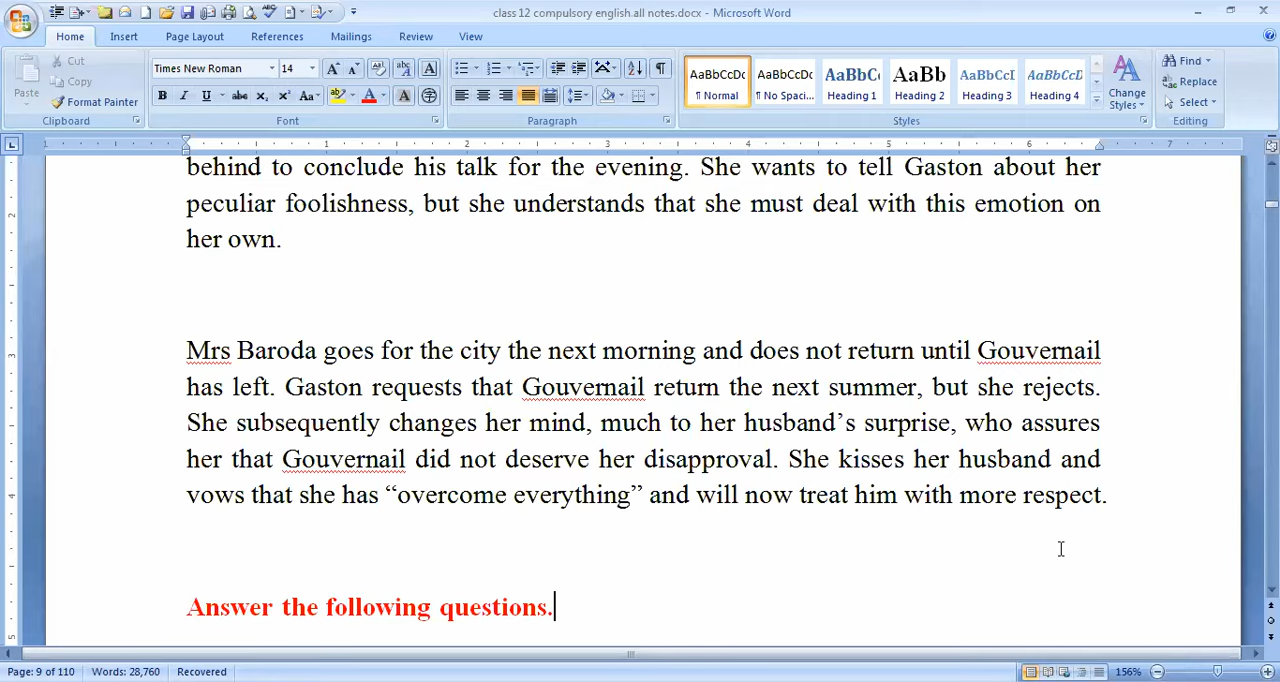 class 12 compulsory english.all notes.docx - Microsoft Word
Home Insert Page Layout References Mailings Review View
Cut
Copy
Format Painter
Paste
Clipboard
Times New Roman 14
Font
Paragraph
AaBbCcDc AaBbCcDc AaBbC AaBb AaBbCcI AaBbCcD
¶ Normal ¶ No Spaci... Heading 1 Heading 2 Heading 3 Heading 4
Styles
Change Styles
Find
Replace
Select
Editing
behind to conclude his talk for the evening. She wants to tell Gaston about her
peculiar foolishness, but she understands that she must deal with this emotion on
her own.
Mrs Baroda goes for the city the next morning and does not return until Gouvernail
has left. Gaston requests that Gouvernail return the next summer, but she rejects.
She subsequently changes her mind, much to her husband’s surprise, who assures
her that Gouvernail did not deserve her disapproval. She kisses her husband and
vows that she has “overcome everything” and will now treat him with more respect.
Answer the following questions.
Page: 9 of 110 Words: 28,760 Recovered 156%